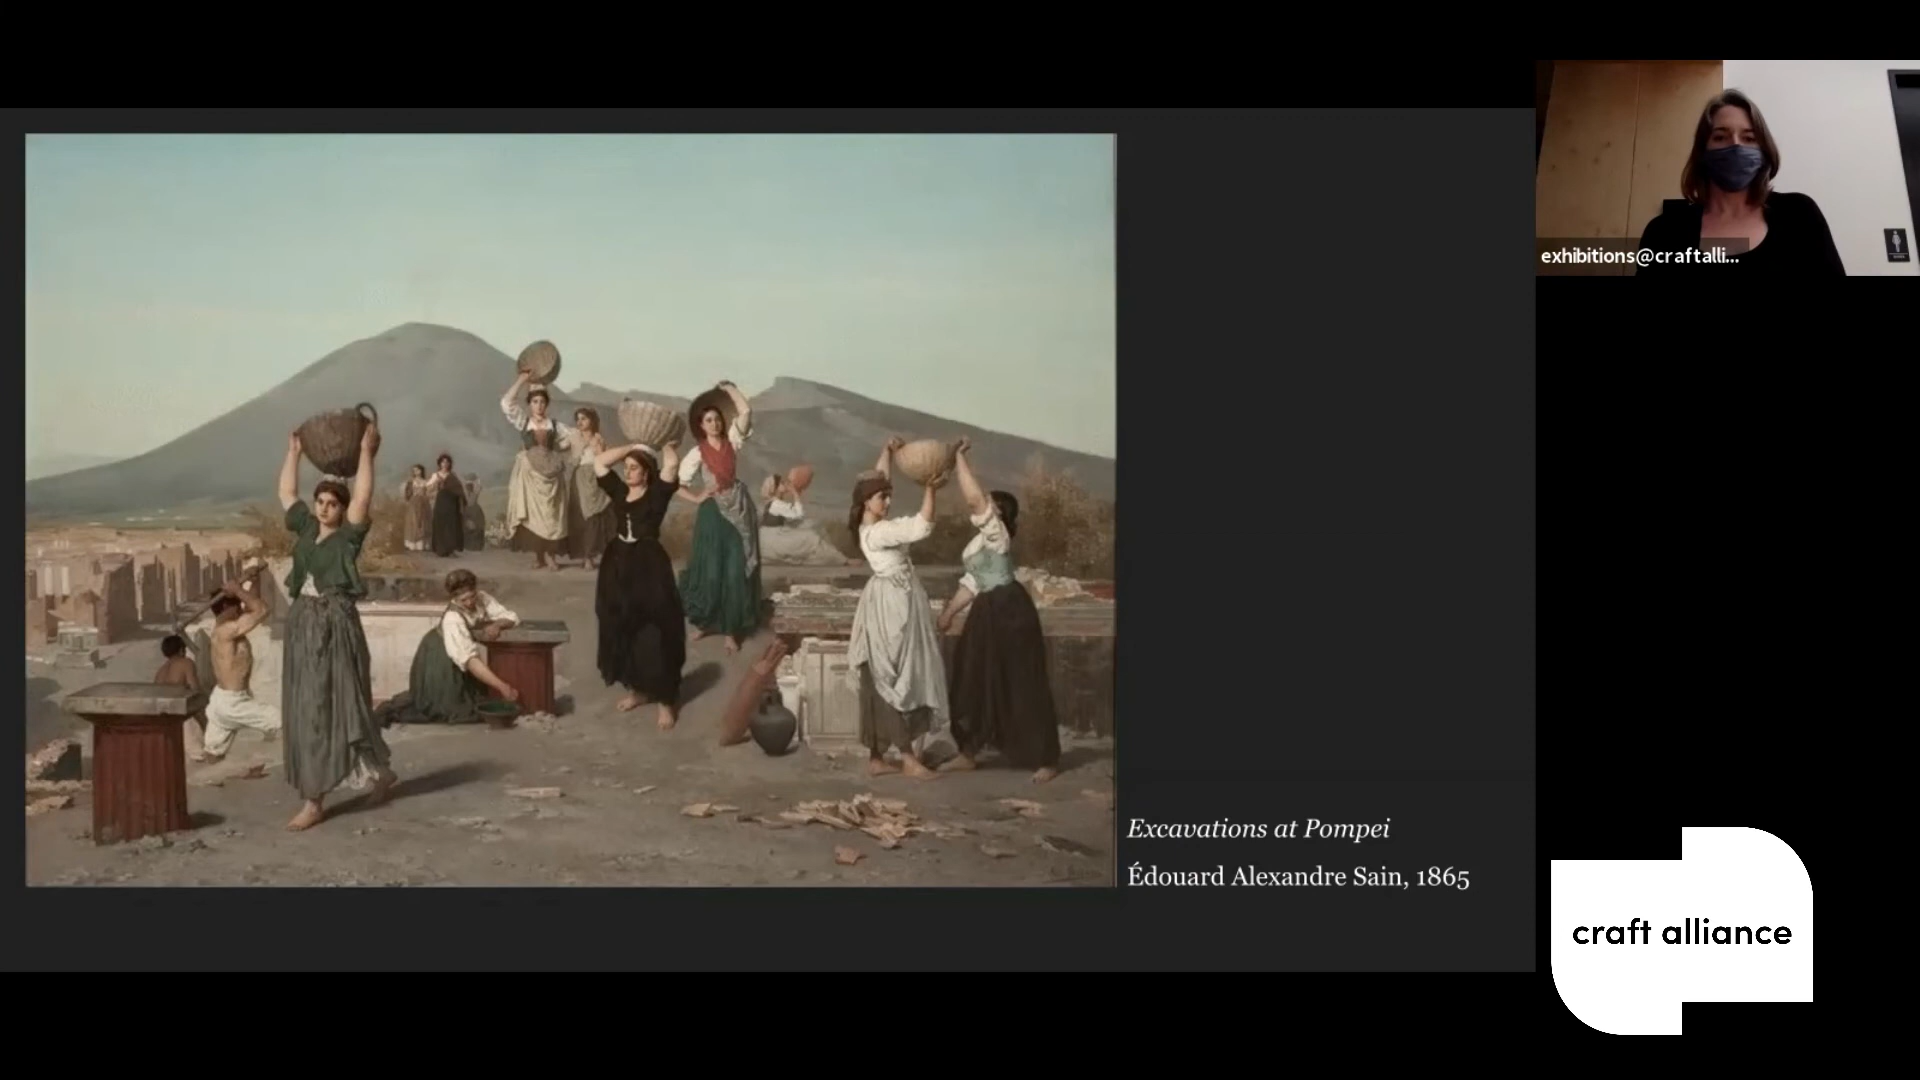 exhibitions@craftalli...
Excavations at Pompei
Édouard Alexandre Sain, 1865
craft alliance